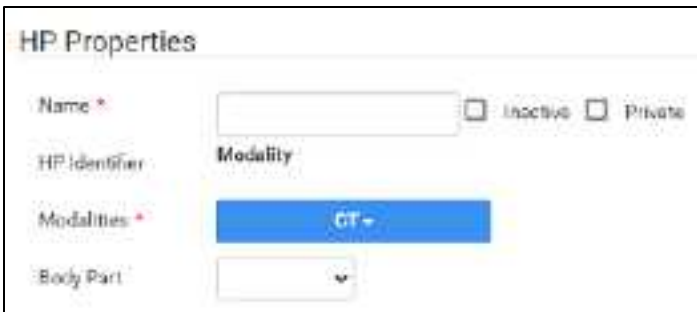 HP Properties
Name * Inactive Private
HP Identifier Modality
Modalities * CT
Body Part